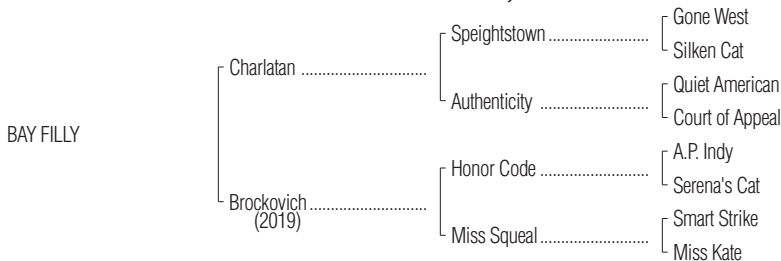 Gone West
Speightstown ............................
Silken Cat
Charlatan ...................................
Quiet American
Authenticity ..............................
Court of Appeal
BAY FILLY
A.P. Indy
Honor Code ..............................
Serena's Cat
Brockovich .................................
(2019)
Smart Strike
Miss Squeal ..............................
Miss Kate